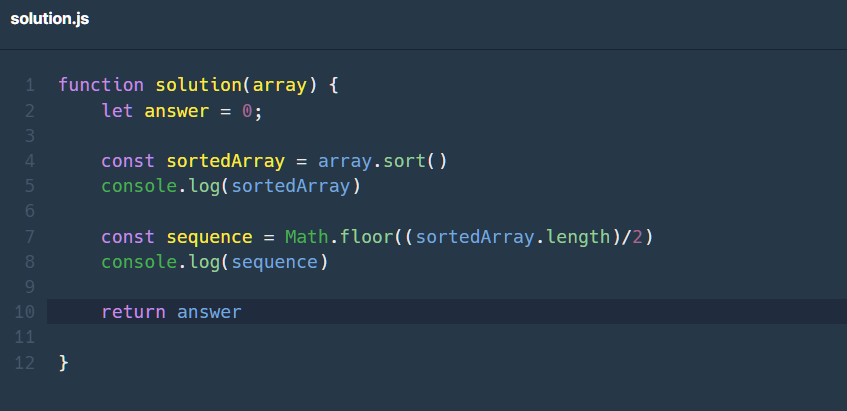 solution.js
1 function solution(array) {
2     let answer = 0;
3
4     const sortedArray = array.sort()
5     console.log(sortedArray)
6
7     const sequence = Math.floor((sortedArray.length)/2)
8     console.log(sequence)
9
10     return answer
11
12 }